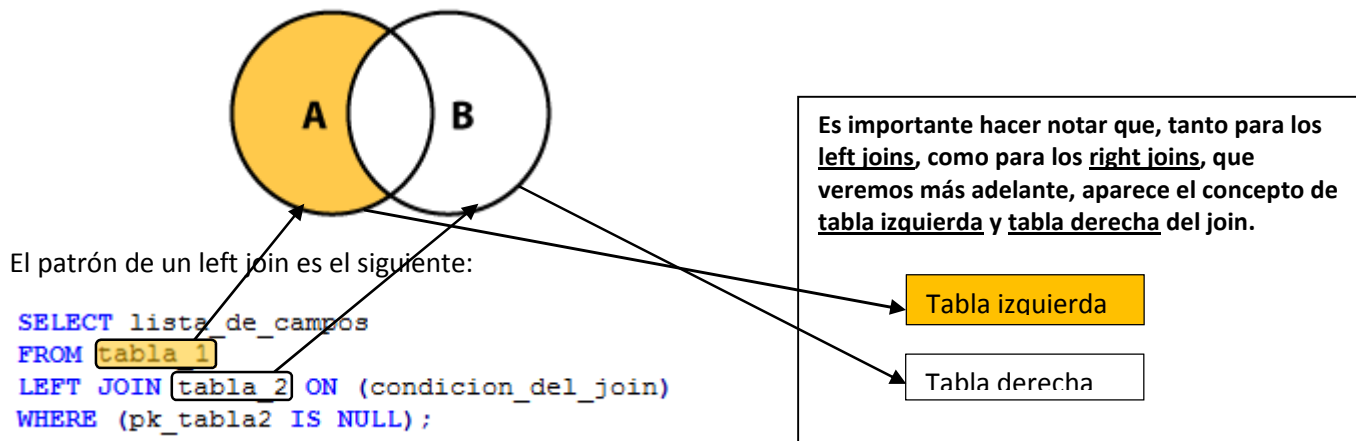 A
B
Es importante hacer notar que, tanto para los
left joins, como para los right joins, que
veremos más adelante, aparece el concepto de
tabla izquierda y tabla derecha del join.
El patrón de un left join es el siguiente:
Tabla izquierda
Tabla derecha
SELECT lista_de_campos
FROM tabla_1
LEFT JOIN tabla_2 ON (condicion_del_join)
WHERE (pk_tabla2 IS NULL);